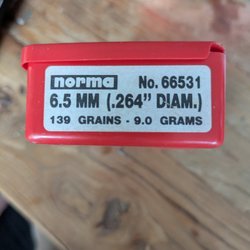 norma No. 66531
6.5 MM (.264" DIAM.)
139 GRAINS - 9.0 GRAMS